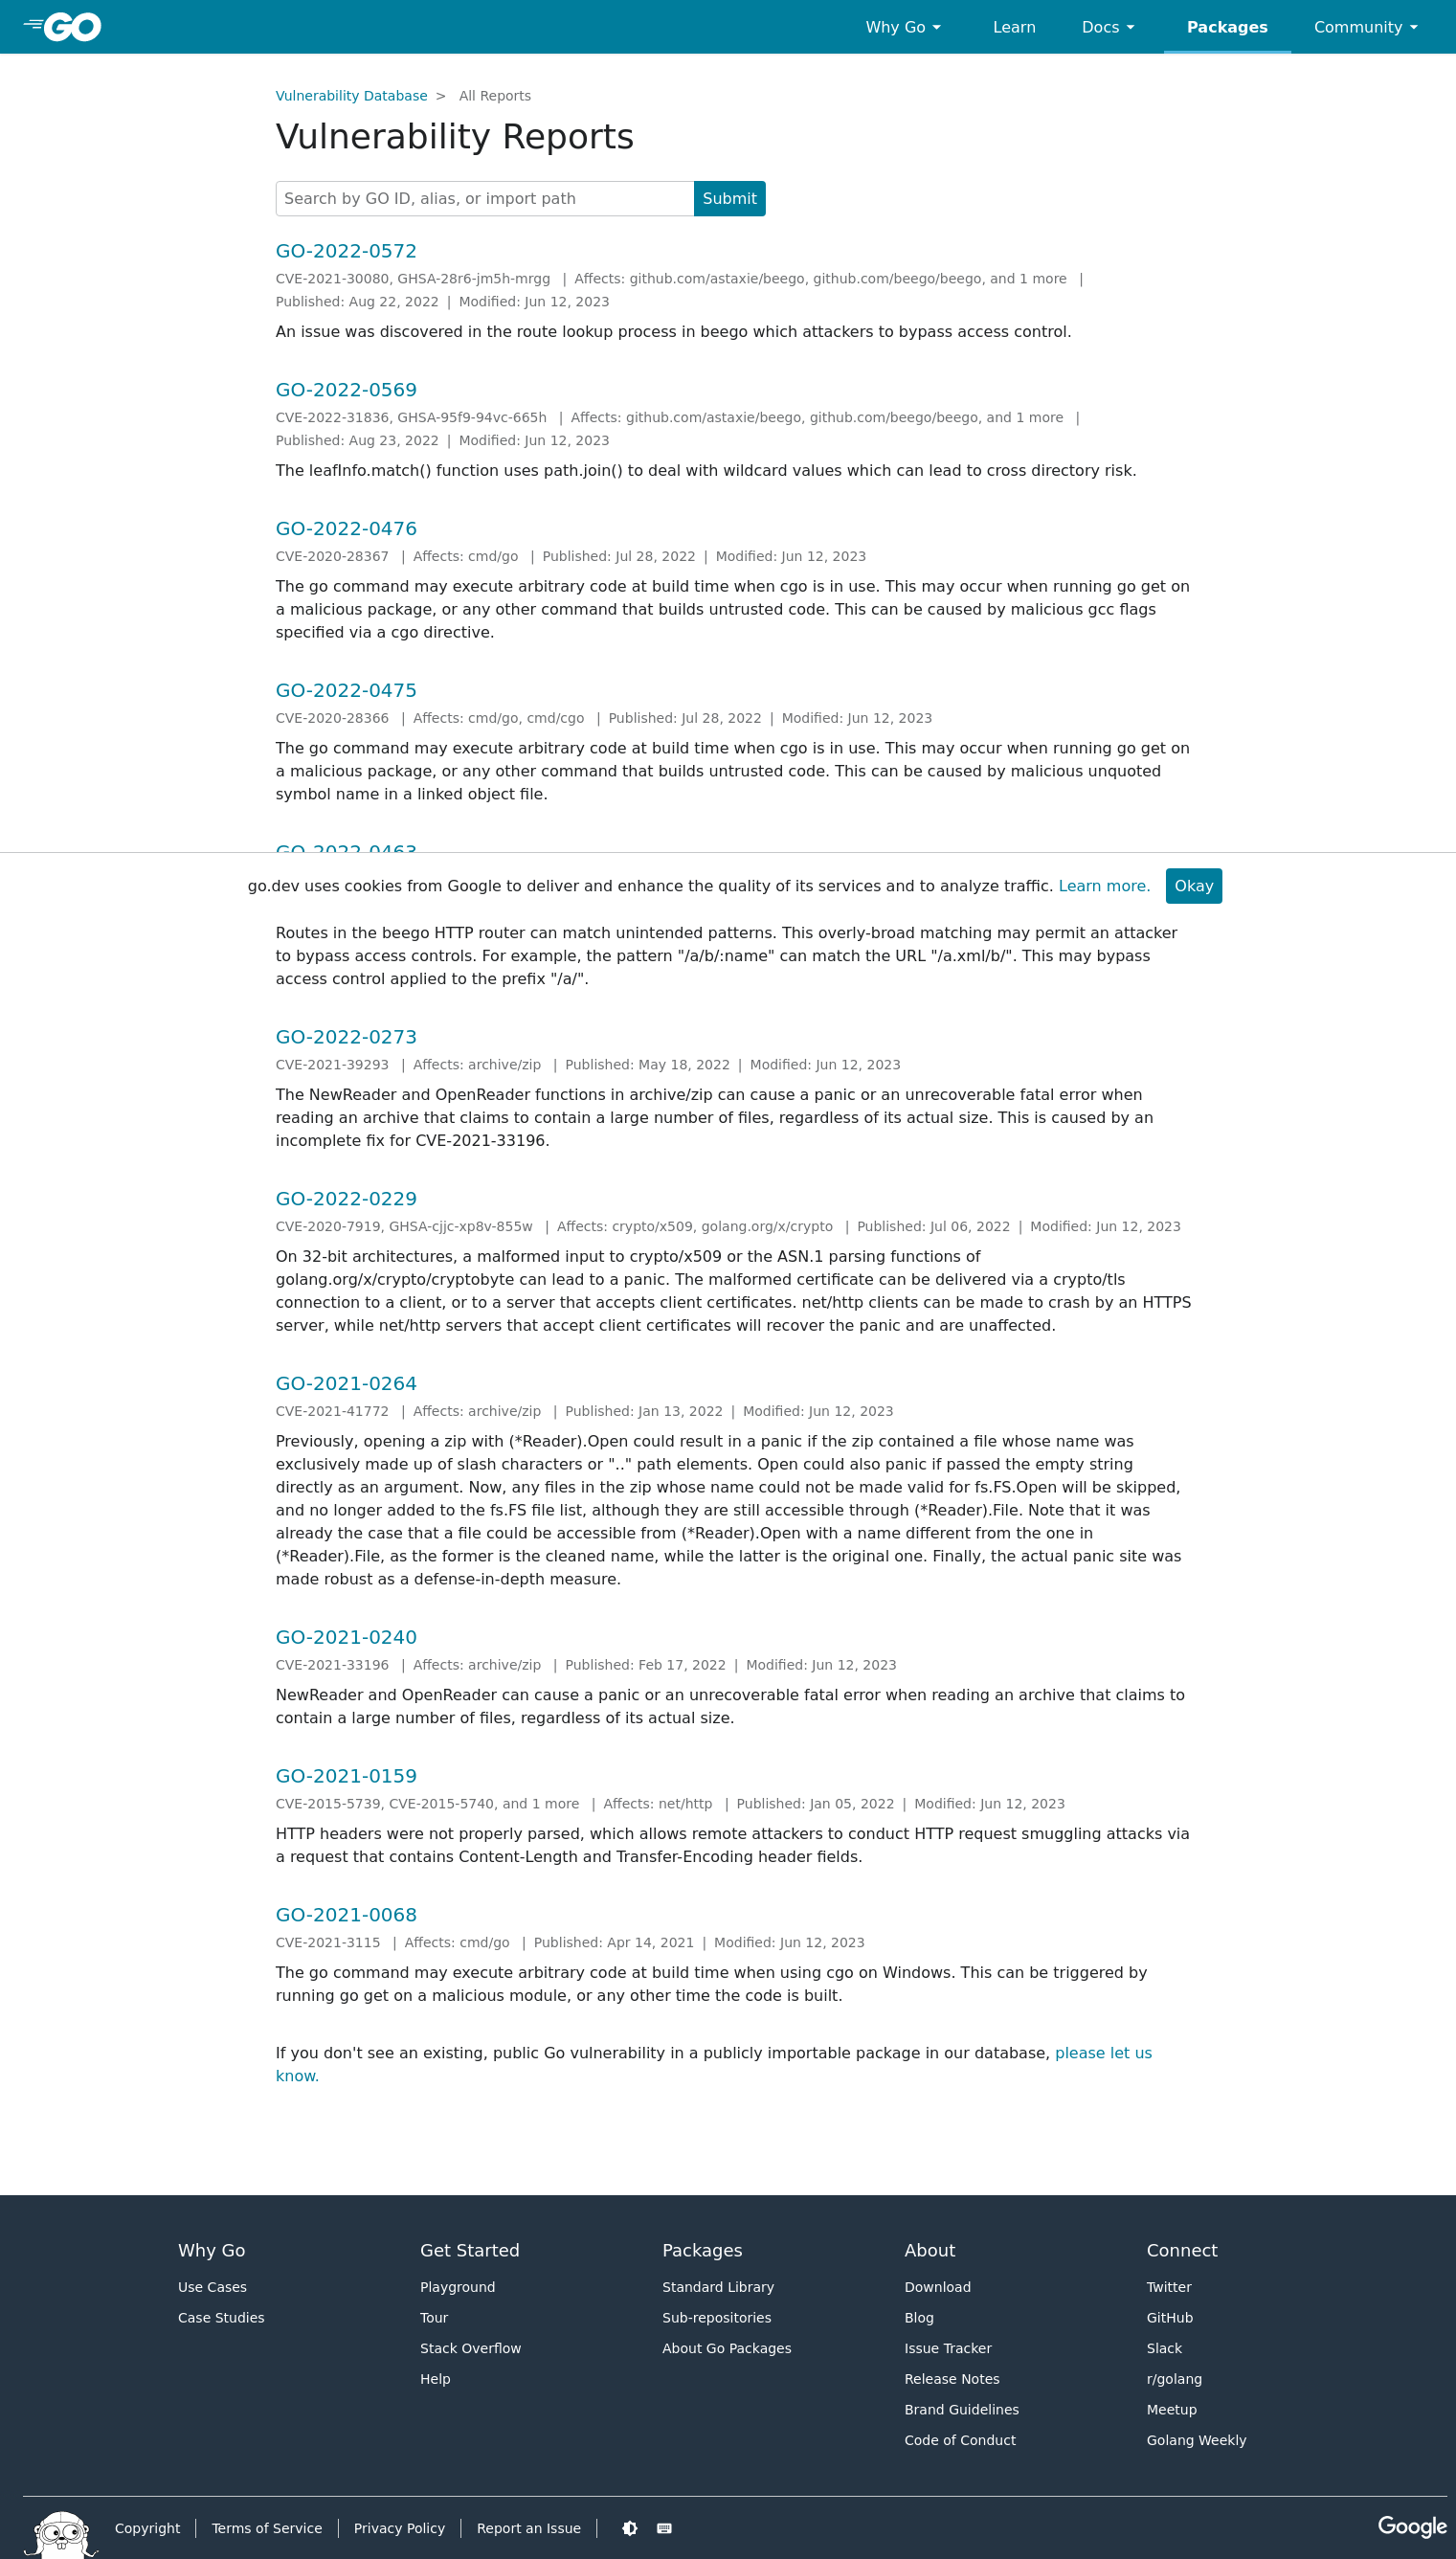 GO
Why Go
Learn
Docs
Packages
Community
Vulnerability Database > All Reports
Vulnerability Reports
Search by GO ID, alias, or import path
Submit
GO-2022-0572
CVE-2021-30080, GHSA-28r6-jm5h-mrgg | Affects: github.com/astaxie/beego, github.com/beego/beego, and 1 more |
Published: Aug 22, 2022 | Modified: Jun 12, 2023
An issue was discovered in the route lookup process in beego which attackers to bypass access control.
GO-2022-0569
CVE-2022-31836, GHSA-95f9-94vc-665h | Affects: github.com/astaxie/beego, github.com/beego/beego, and 1 more |
Published: Aug 23, 2022 | Modified: Jun 12, 2023
The leafInfo.match() function uses path.join() to deal with wildcard values which can lead to cross directory risk.
GO-2022-0476
CVE-2020-28367 | Affects: cmd/go | Published: Jul 28, 2022 | Modified: Jun 12, 2023
The go command may execute arbitrary code at build time when cgo is in use. This may occur when running go get on
a malicious package, or any other command that builds untrusted code. This can be caused by malicious gcc flags
specified via a cgo directive.
GO-2022-0475
CVE-2020-28366 | Affects: cmd/go, cmd/cgo | Published: Jul 28, 2022 | Modified: Jun 12, 2023
The go command may execute arbitrary code at build time when cgo is in use. This may occur when running go get on
a malicious package, or any other command that builds untrusted code. This can be caused by malicious unquoted
symbol name in a linked object file.
GO-2022-0463
go.dev uses cookies from Google to deliver and enhance the quality of its services and to analyze traffic. Learn more. Okay
Routes in the beego HTTP router can match unintended patterns. This overly-broad matching may permit an attacker
to bypass access controls. For example, the pattern "/a/b/:name" can match the URL "/a.xml/b/". This may bypass
access control applied to the prefix "/a/".
GO-2022-0273
CVE-2021-39293 | Affects: archive/zip | Published: May 18, 2022 | Modified: Jun 12, 2023
The NewReader and OpenReader functions in archive/zip can cause a panic or an unrecoverable fatal error when
reading an archive that claims to contain a large number of files, regardless of its actual size. This is caused by an
incomplete fix for CVE-2021-33196.
GO-2022-0229
CVE-2020-7919, GHSA-cjjc-xp8v-855w | Affects: crypto/x509, golang.org/x/crypto | Published: Jul 06, 2022 | Modified: Jun 12, 2023
On 32-bit architectures, a malformed input to crypto/x509 or the ASN.1 parsing functions of
golang.org/x/crypto/cryptobyte can lead to a panic. The malformed certificate can be delivered via a crypto/tls
connection to a client, or to a server that accepts client certificates. net/http clients can be made to crash by an HTTPS
server, while net/http servers that accept client certificates will recover the panic and are unaffected.
GO-2021-0264
CVE-2021-41772 | Affects: archive/zip | Published: Jan 13, 2022 | Modified: Jun 12, 2023
Previously, opening a zip with (*Reader).Open could result in a panic if the zip contained a file whose name was
exclusively made up of slash characters or ".." path elements. Open could also panic if passed the empty string
directly as an argument. Now, any files in the zip whose name could not be made valid for fs.FS.Open will be skipped,
and no longer added to the fs.FS file list, although they are still accessible through (*Reader).File. Note that it was
already the case that a file could be accessible from (*Reader).Open with a name different from the one in
(*Reader).File, as the former is the cleaned name, while the latter is the original one. Finally, the actual panic site was
made robust as a defense-in-depth measure.
GO-2021-0240
CVE-2021-33196 | Affects: archive/zip | Published: Feb 17, 2022 | Modified: Jun 12, 2023
NewReader and OpenReader can cause a panic or an unrecoverable fatal error when reading an archive that claims to
contain a large number of files, regardless of its actual size.
GO-2021-0159
CVE-2015-5739, CVE-2015-5740, and 1 more | Affects: net/http | Published: Jan 05, 2022 | Modified: Jun 12, 2023
HTTP headers were not properly parsed, which allows remote attackers to conduct HTTP request smuggling attacks via
a request that contains Content-Length and Transfer-Encoding header fields.
GO-2021-0068
CVE-2021-3115 | Affects: cmd/go | Published: Apr 14, 2021 | Modified: Jun 12, 2023
The go command may execute arbitrary code at build time when using cgo on Windows. This can be triggered by
running go get on a malicious module, or any other time the code is built.
If you don't see an existing, public Go vulnerability in a publicly importable package in our database, please let us
know.
Why Go
Use Cases
Case Studies
Get Started
Playground
Tour
Stack Overflow
Help
Packages
Standard Library
Sub-repositories
About Go Packages
About
Download
Blog
Issue Tracker
Release Notes
Brand Guidelines
Code of Conduct
Connect
Twitter
GitHub
Slack
r/golang
Meetup
Golang Weekly
Copyright
Terms of Service
Privacy Policy
Report an Issue
Google